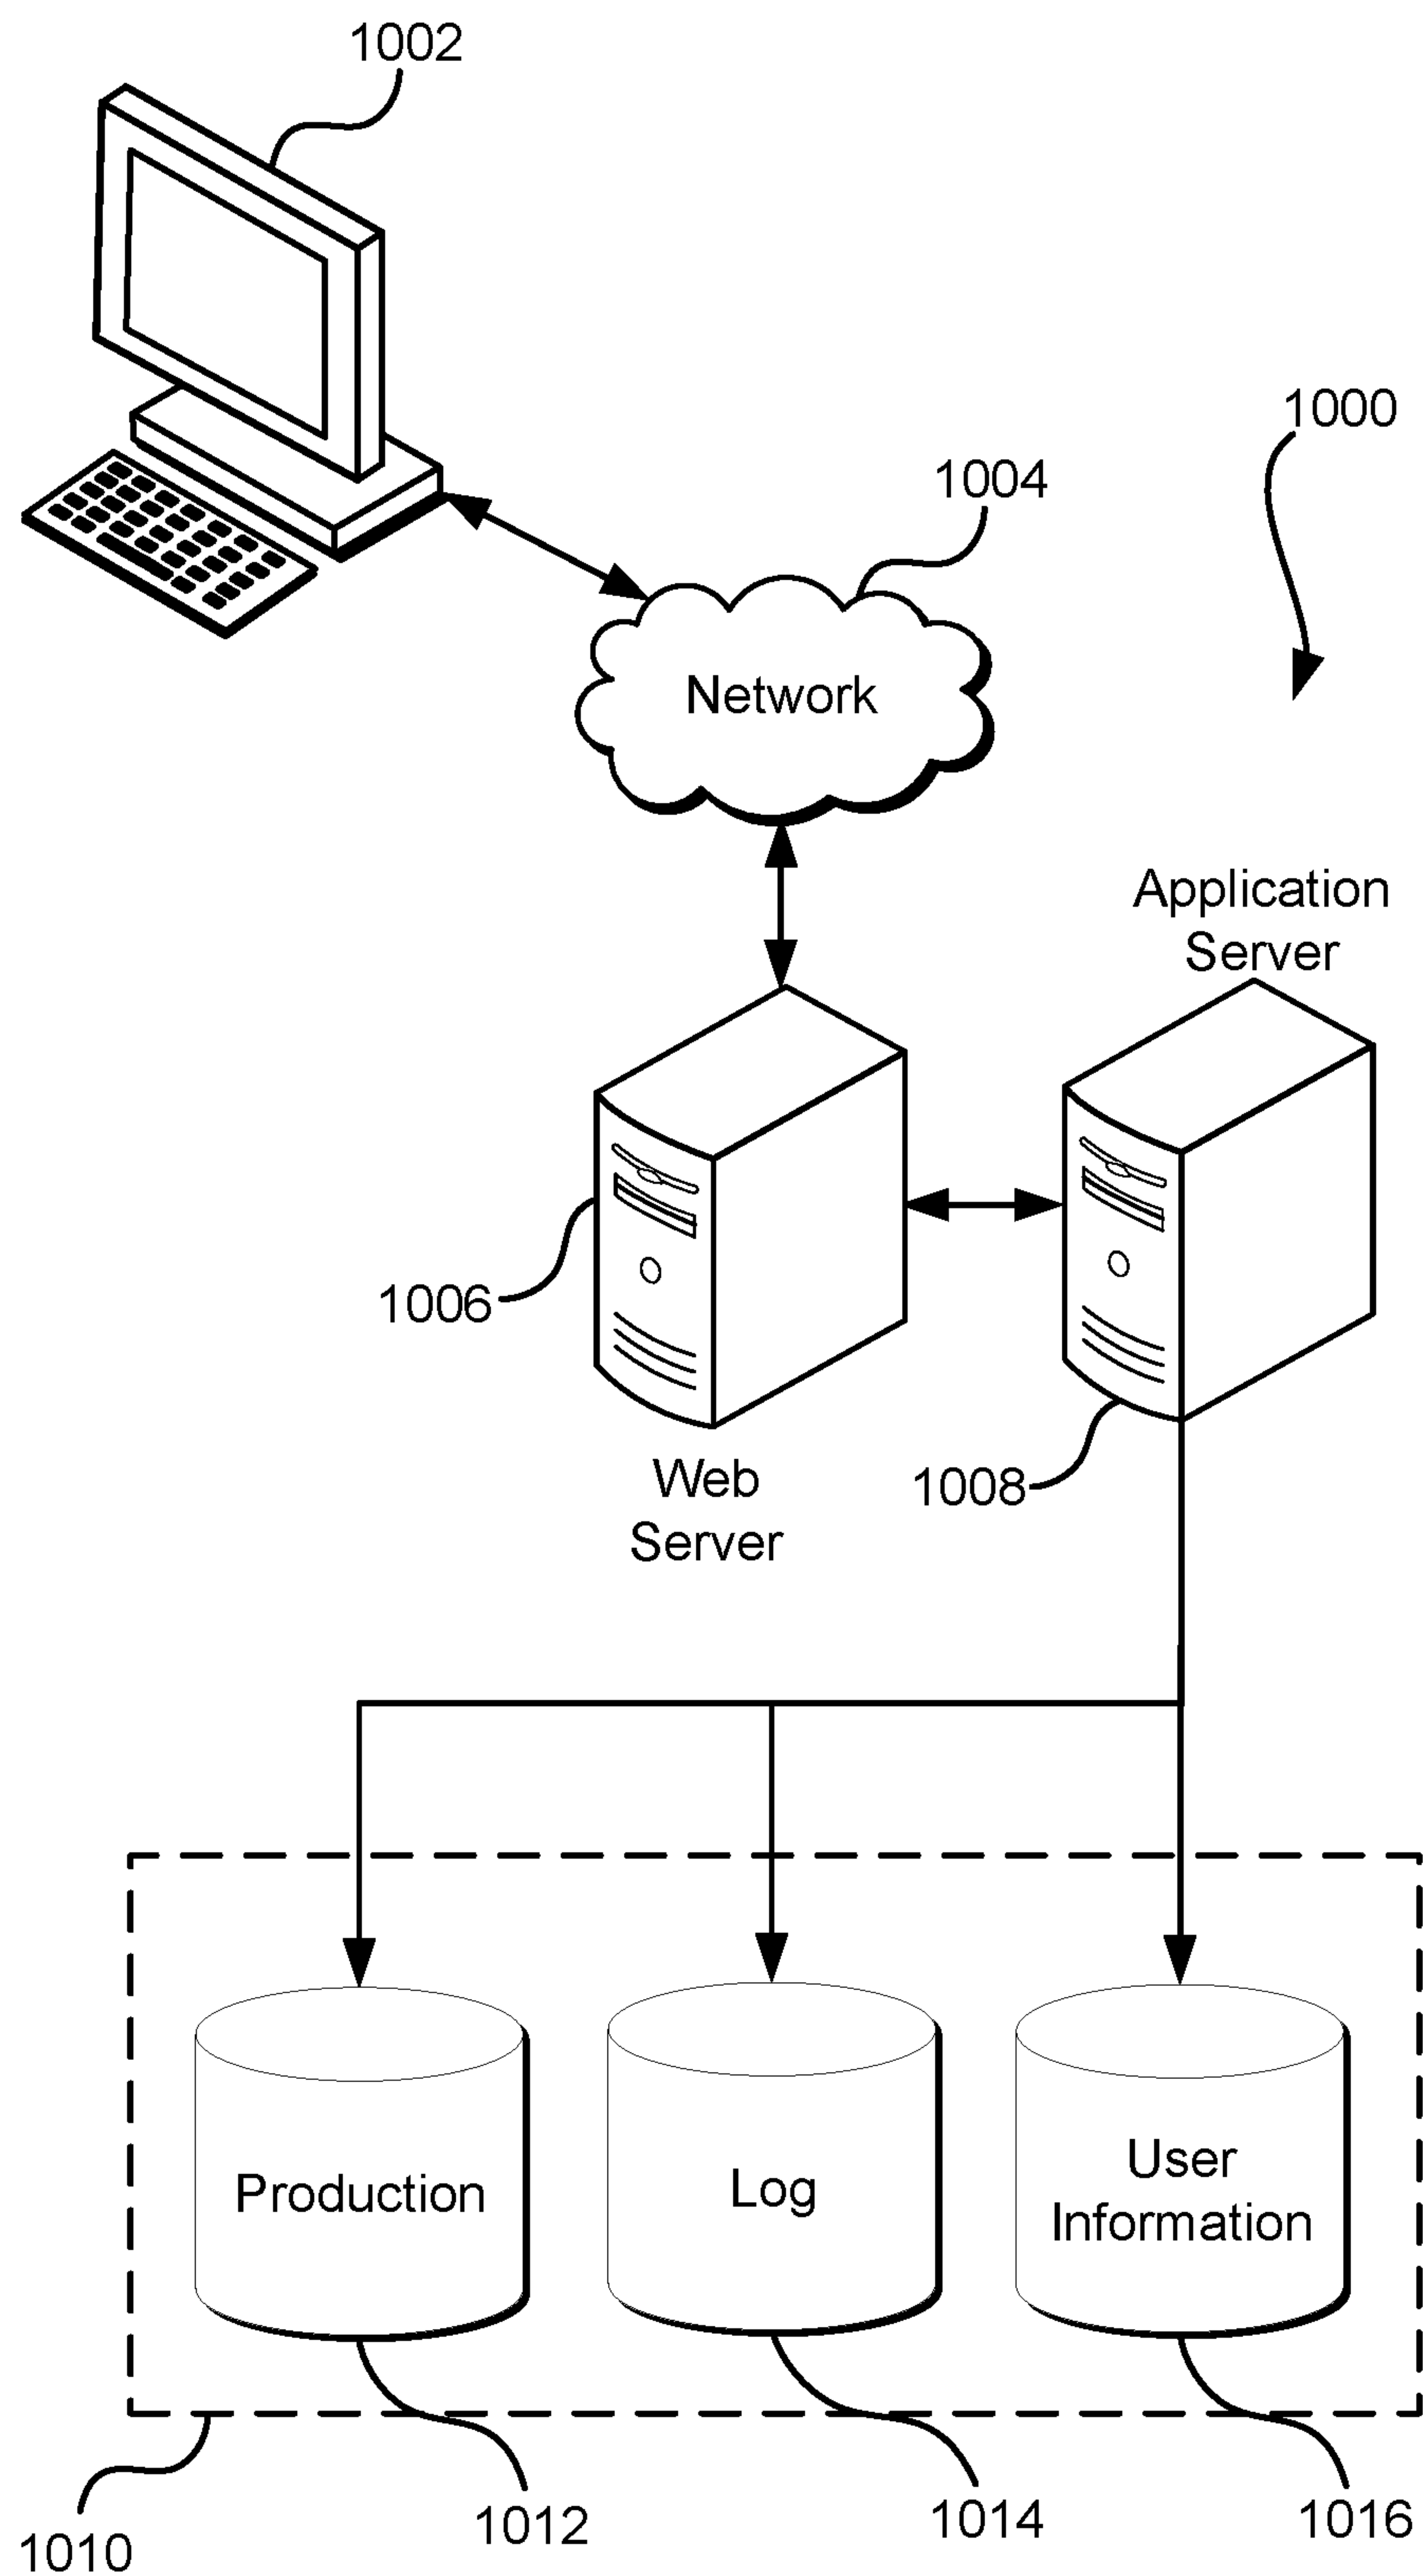 1002
1000
1004
Network
Application
Server
1006
1008
Web
Server
Production
Log
User
Information
1010
1012
1014
1016